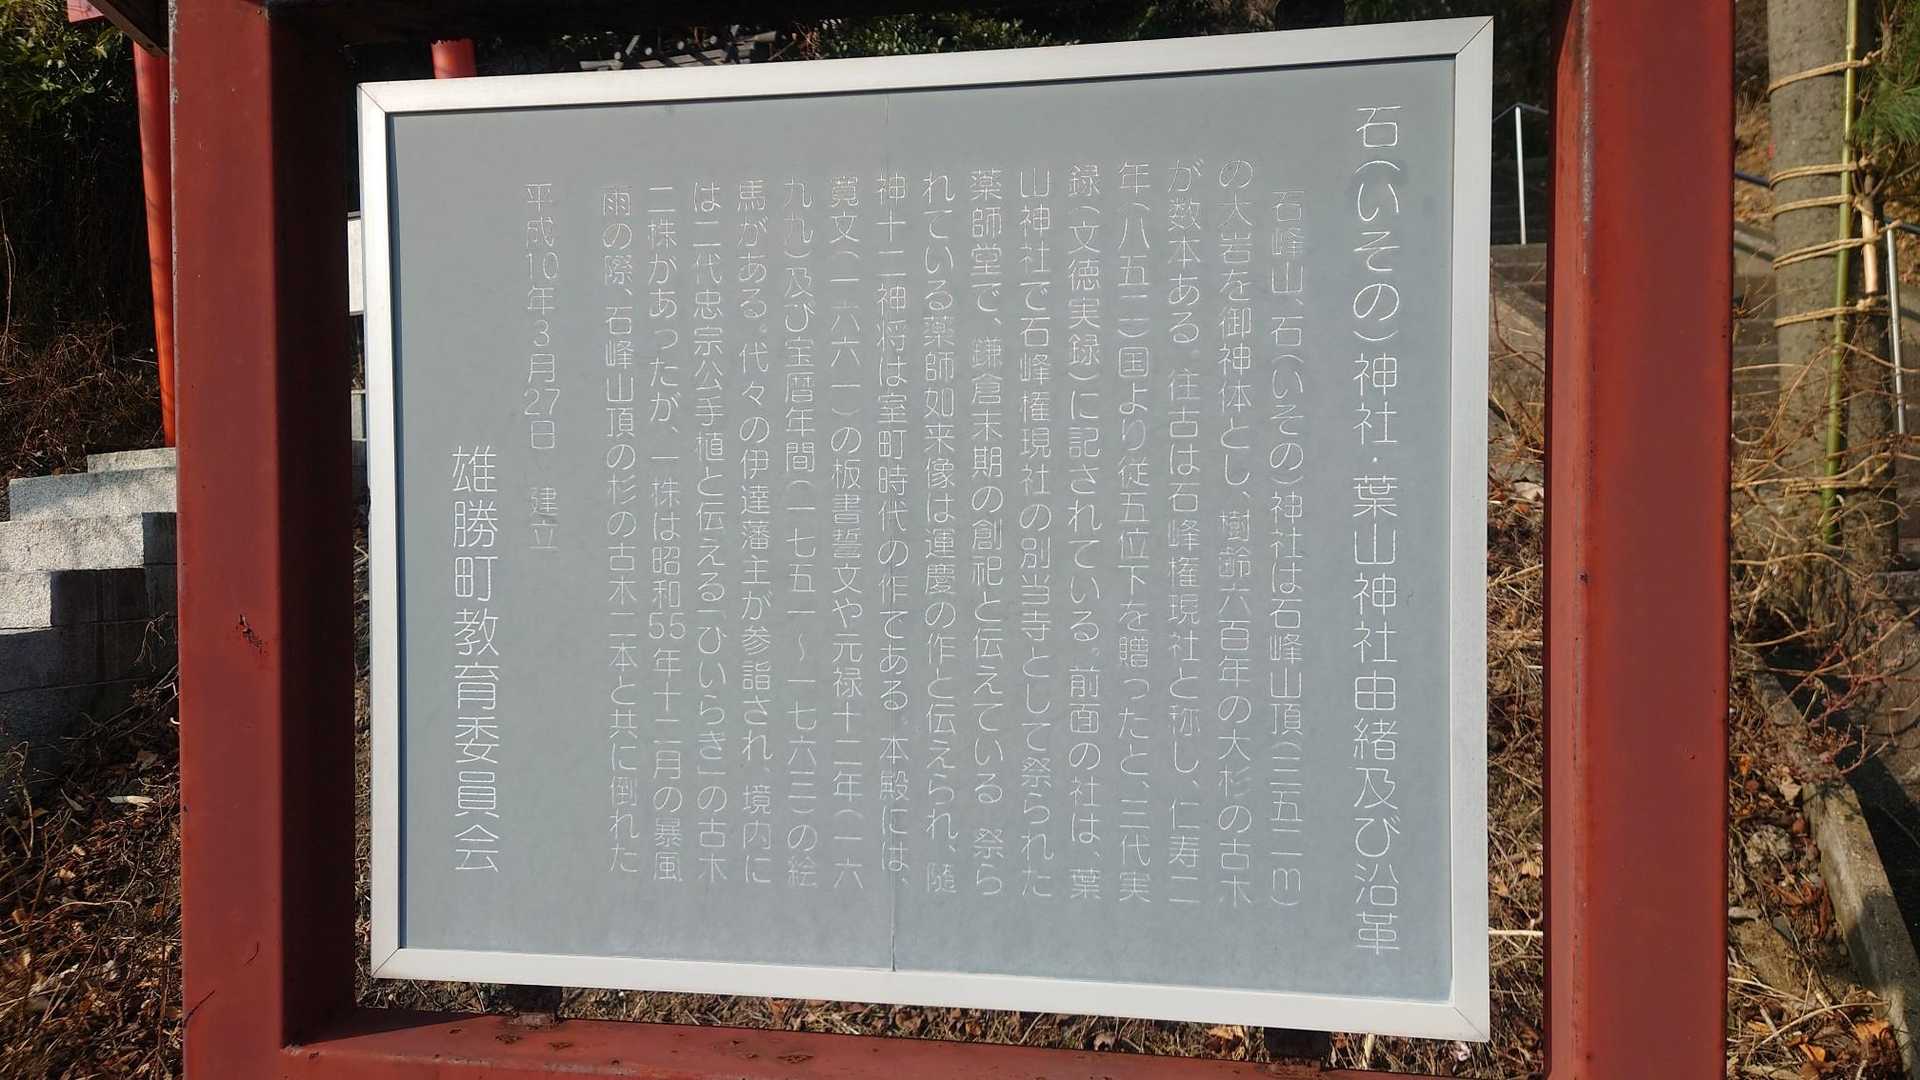 石(いその)神社・葉山神社由緒及び沿革
石峰山、石(いその)神社は石峰山頂(三五二m)
の大岩を御神体とし、樹齢六百年の大杉の古木
が数本ある。往古は石峰権現社と称し、仁寿二
年(八五二)国より従五位下を贈ったと、三代実
録(文徳実録)に記されている。前面の社は、葉
山神社で石峰権現社の別当寺として祭られた
薬師堂で、鎌倉末期の創祀と伝えている。祭ら
れている薬師如来像は運慶の作と伝えられ、随
神十二神将は室町時代の作てある。本殿には、
寛文(一六六一)の板書誓文や元禄十二年(一六
九九)及び宝暦年間(一七五一〜一七六三)の絵
馬がある。代々の伊達藩主が参詣され、境内に
は二代忠宗公手植と伝える「ひいらぎ」の古木
二株があったが、一株は昭和55年十二月の暴風
雨の際、石峰山頂の杉の古木二本と共に倒れた
平成10年3月27日 建立
雄勝町教育委員会